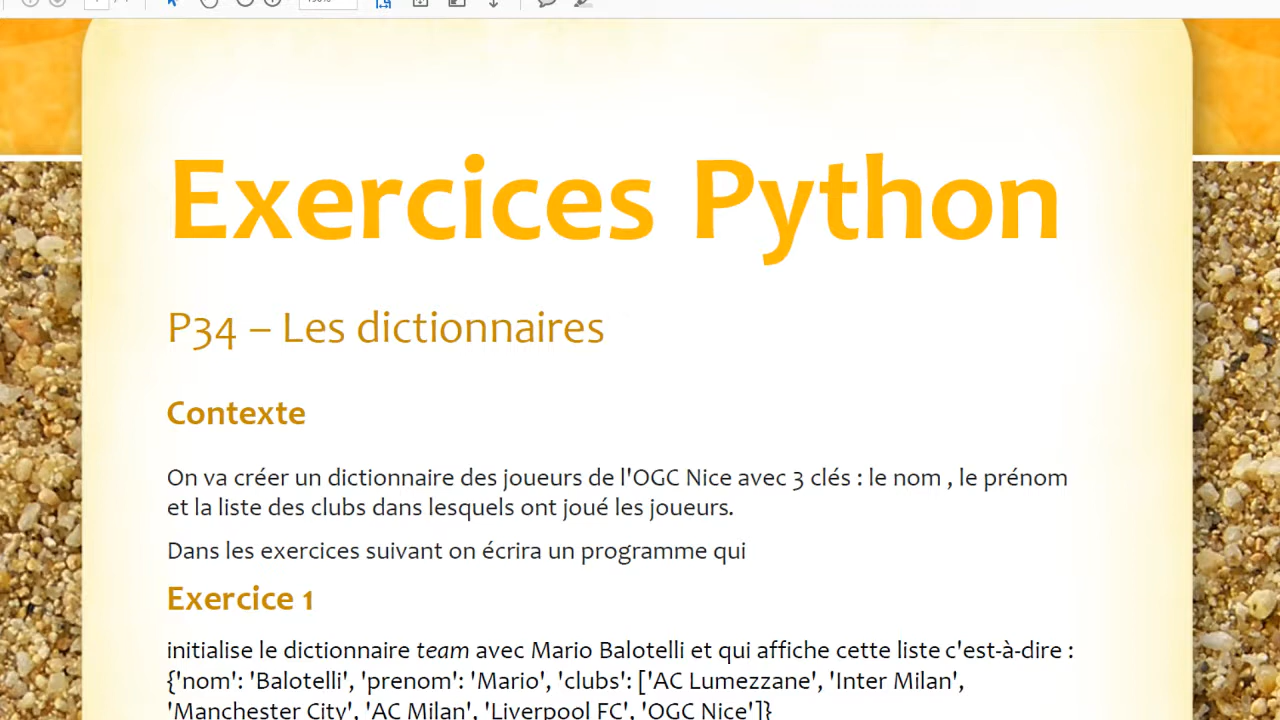 Exercices Python
P34 – Les dictionnaires
Contexte
On va créer un dictionnaire des joueurs de l'OGC Nice avec 3 clés : le nom , le prénom
et la liste des clubs dans lesquels ont joué les joueurs.
Dans les exercices suivant on écrira un programme qui
Exercice 1
initialise le dictionnaire team avec Mario Balotelli et qui affiche cette liste c'est-à-dire :
{'nom': 'Balotelli', 'prenom': 'Mario', 'clubs': ['AC Lumezzane', 'Inter Milan',
'Manchester City', 'AC Milan', 'Liverpool FC', 'OGC Nice']}